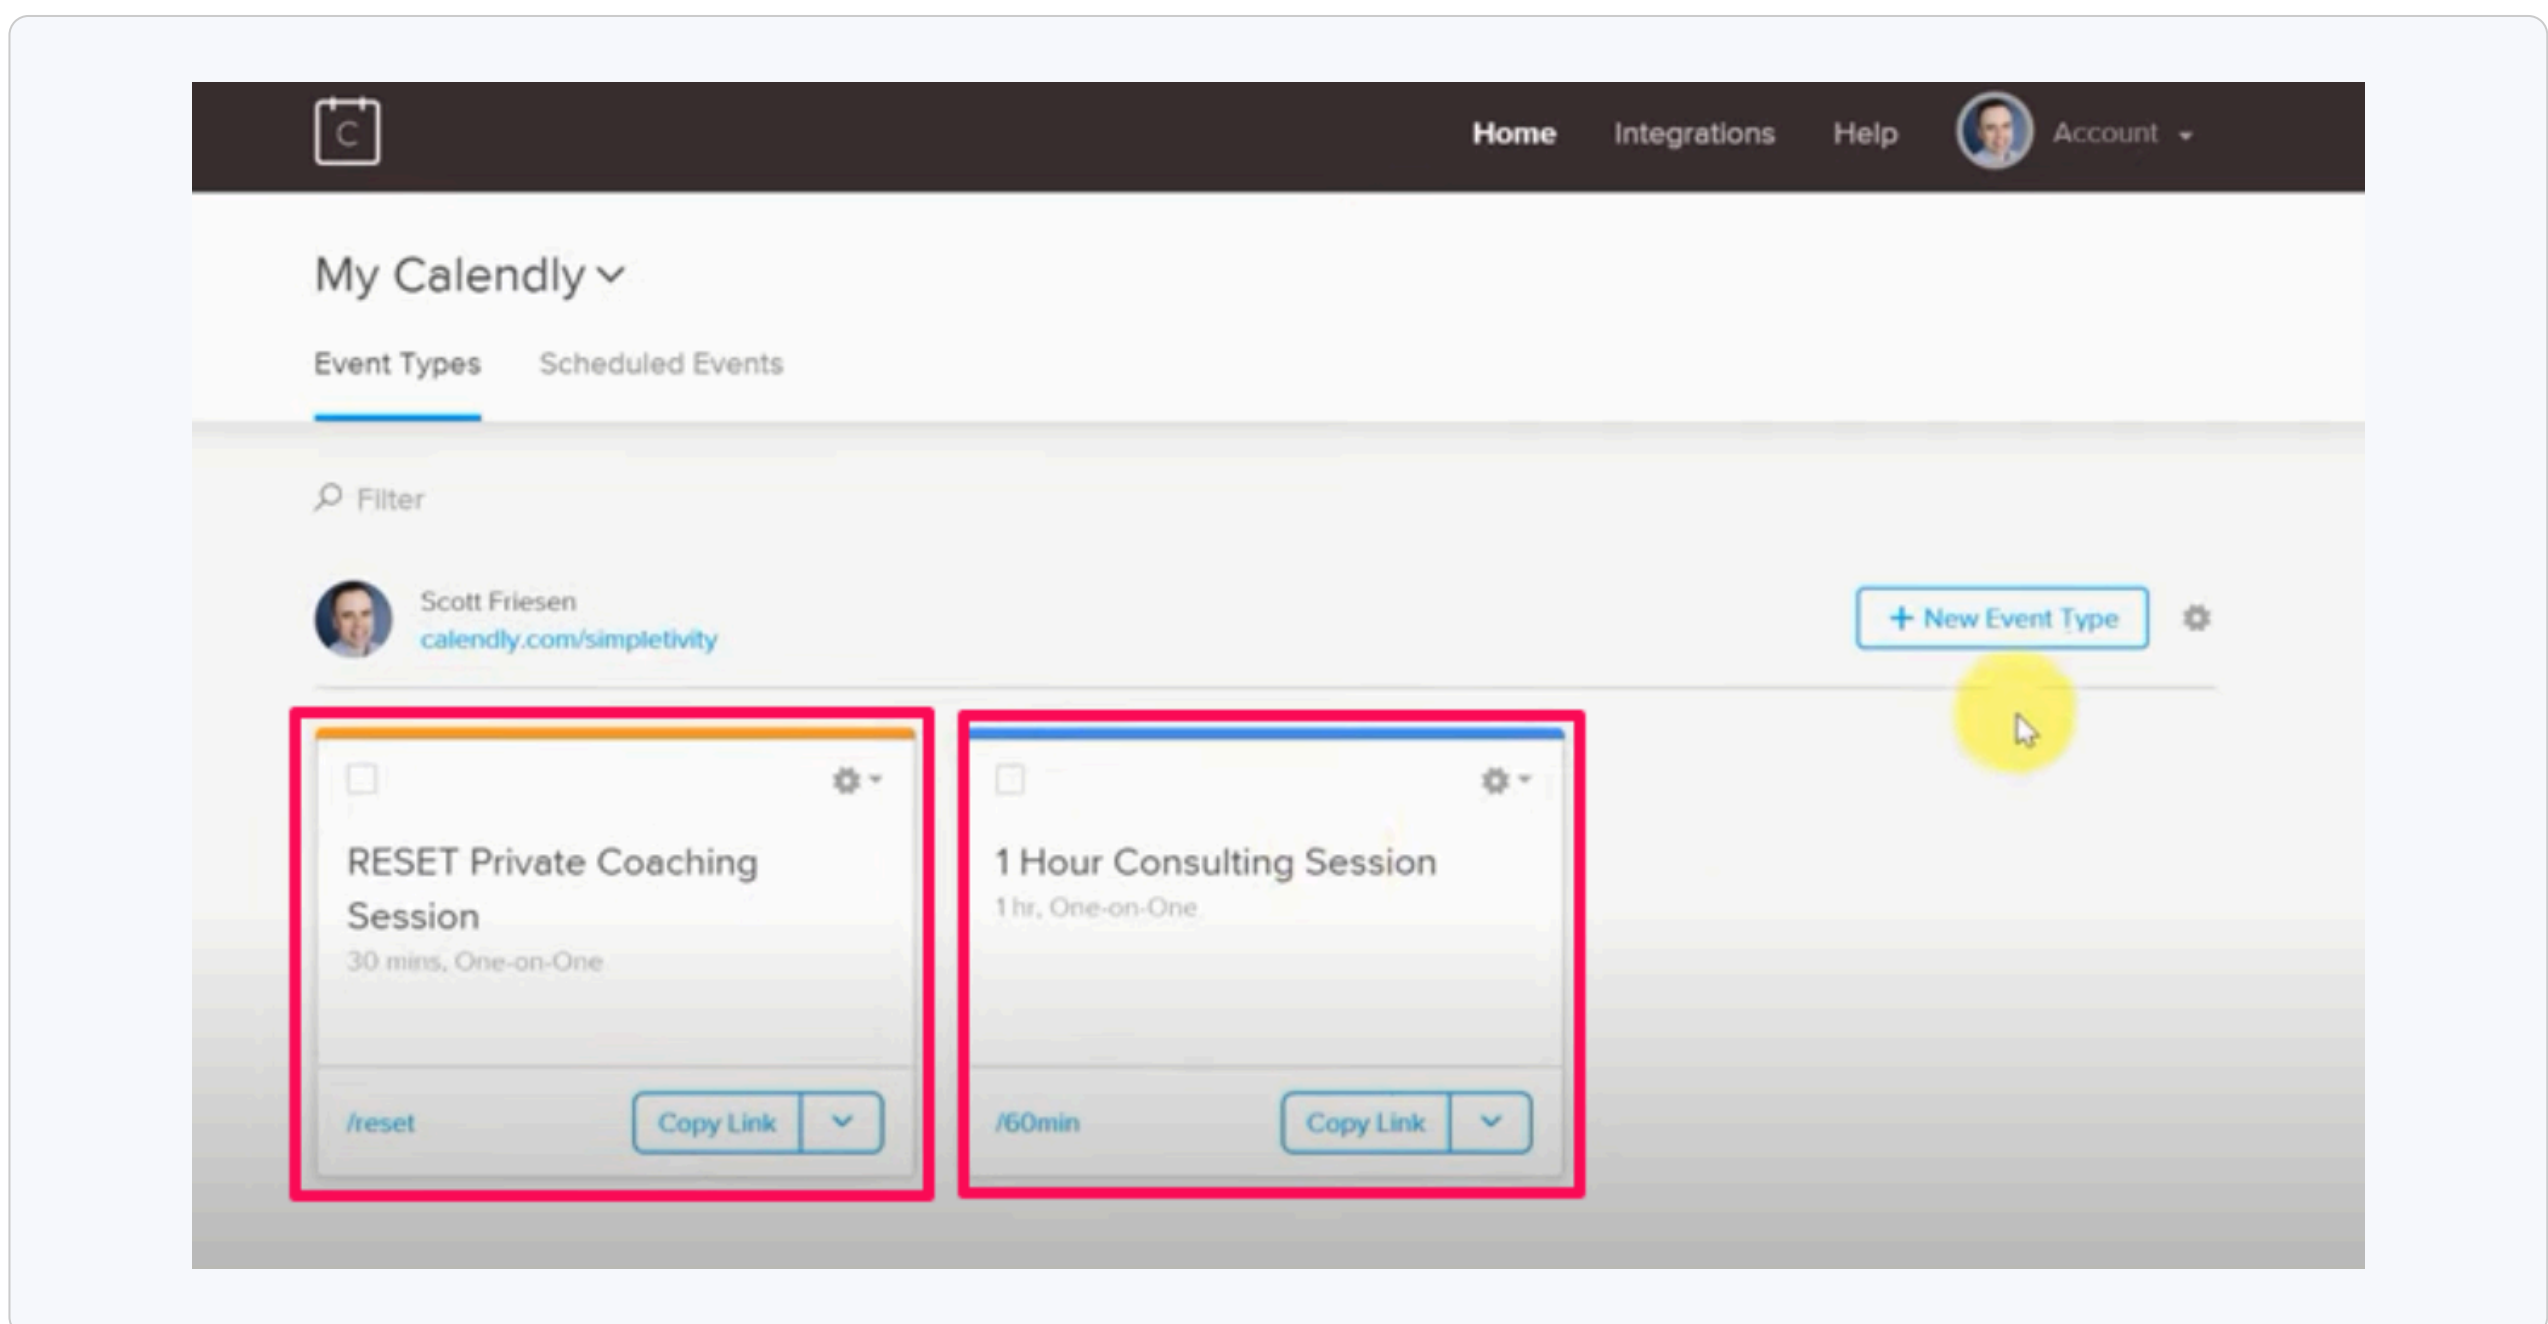 C
Home Integrations Help Account
My Calendly
Event Types Scheduled Events
Filter
Scott Friesen
calendly.com/simpletivity
+ New Event Type
RESET Private Coaching
Session
30 mins, One-on-One
/reset Copy Link
1 Hour Consulting Session
1 hr, One-on-One
/60min Copy Link